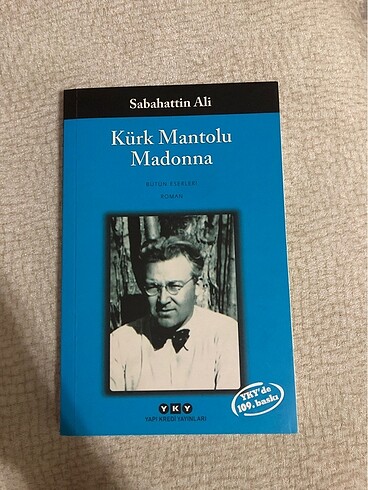 Sabahattin Ali
Kürk Mantolu
Madonna
BÜTÜN ESERLERİ
ROMAN
YKY'de
109. baskı
YKY
YAPI KREDİ YAYINLARI